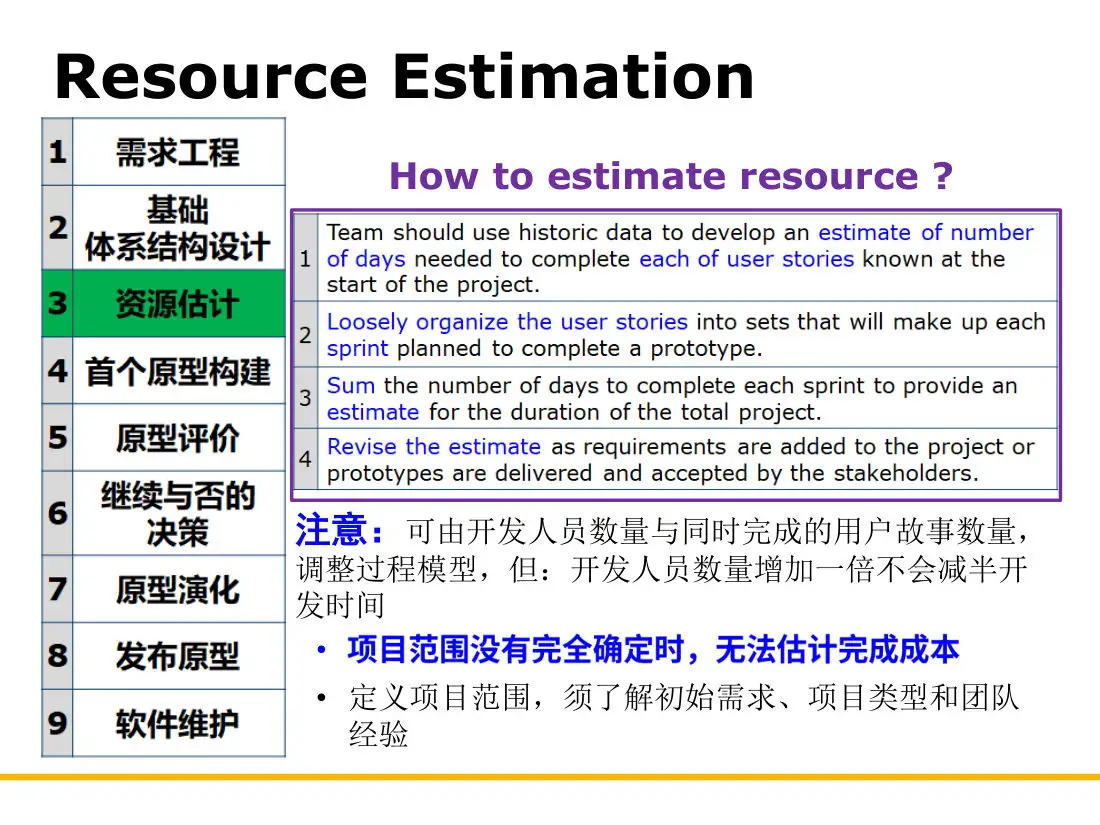 Resource Estimation
1 需求工程
2 基础
体系结构设计
3 资源估计
4 首个原型构建
5 原型评价
6 继续与否的
决策
7 原型演化
8 发布原型
9 软件维护
How to estimate resource ?
1 Team should use historic data to develop an estimate of number
of days needed to complete each of user stories known at the
start of the project.
2 Loosely organize the user stories into sets that will make up each
sprint planned to complete a prototype.
3 Sum the number of days to complete each sprint to provide an
estimate for the duration of the total project.
4 Revise the estimate as requirements are added to the project or
prototypes are delivered and accepted by the stakeholders.
注意：可由开发人员数量与同时完成的用户故事数量，
调整过程模型，但：开发人员数量增加一倍不会减半开
发时间
• 项目范围没有完全确定时，无法估计完成成本
• 定义项目范围，须了解初始需求、项目类型和团队
经验